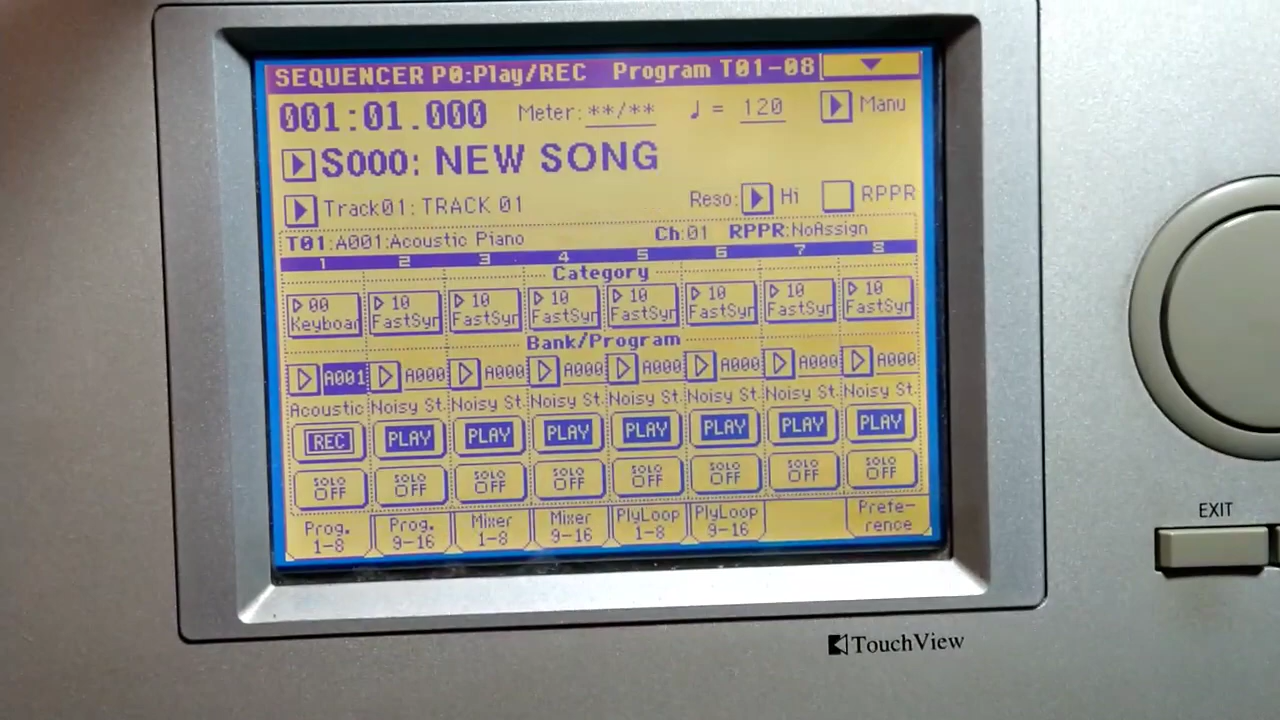 SEQUENCER P0:Play/REC Program T01-08
001:01.000 Meter:**/** ♩ = 120 Manu
S000: NEW SONG
Track01: TRACK 01 Reso: Hi RPPR
T01:A001:Acoustic Piano Ch:01 RPPR:NoAssign
1 2 3 4 5 6 7 8
Category
00 10 10 10 10 10 10 10
Keyboar FastSyn FastSyn FastSyn FastSyn FastSyn FastSyn FastSyn
Bank/Program
A001 A000 A000 A000 A000 A000 A000 A000
Acoustic Noisy St. Noisy St. Noisy St. Noisy St. Noisy St. Noisy St. Noisy St.
REC PLAY PLAY PLAY PLAY PLAY PLAY PLAY
SOLO SOLO SOLO SOLO SOLO SOLO SOLO SOLO
OFF OFF OFF OFF OFF OFF OFF OFF
Prog. Prog. Mixer Mixer PlyLoop PlyLoop Prefe-
1-8 9-16 1-8 9-16 1-8 9-16 rence
EXIT
TouchView